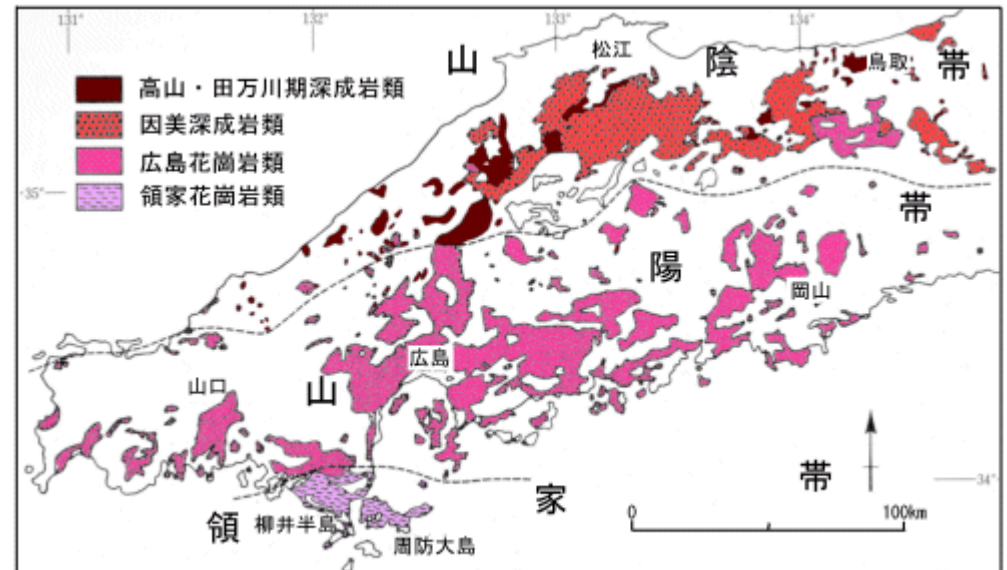 131°
132°
133°
134°
山
陰
帯
松江
鳥取
高山・田万川期深成岩類
因美深成岩類
広島花崗岩類
領家花崗岩類
35°
帯
陽
岡山
広島
山口
山
34°
領
家
帯
柳井半島
周防大島
0
100km